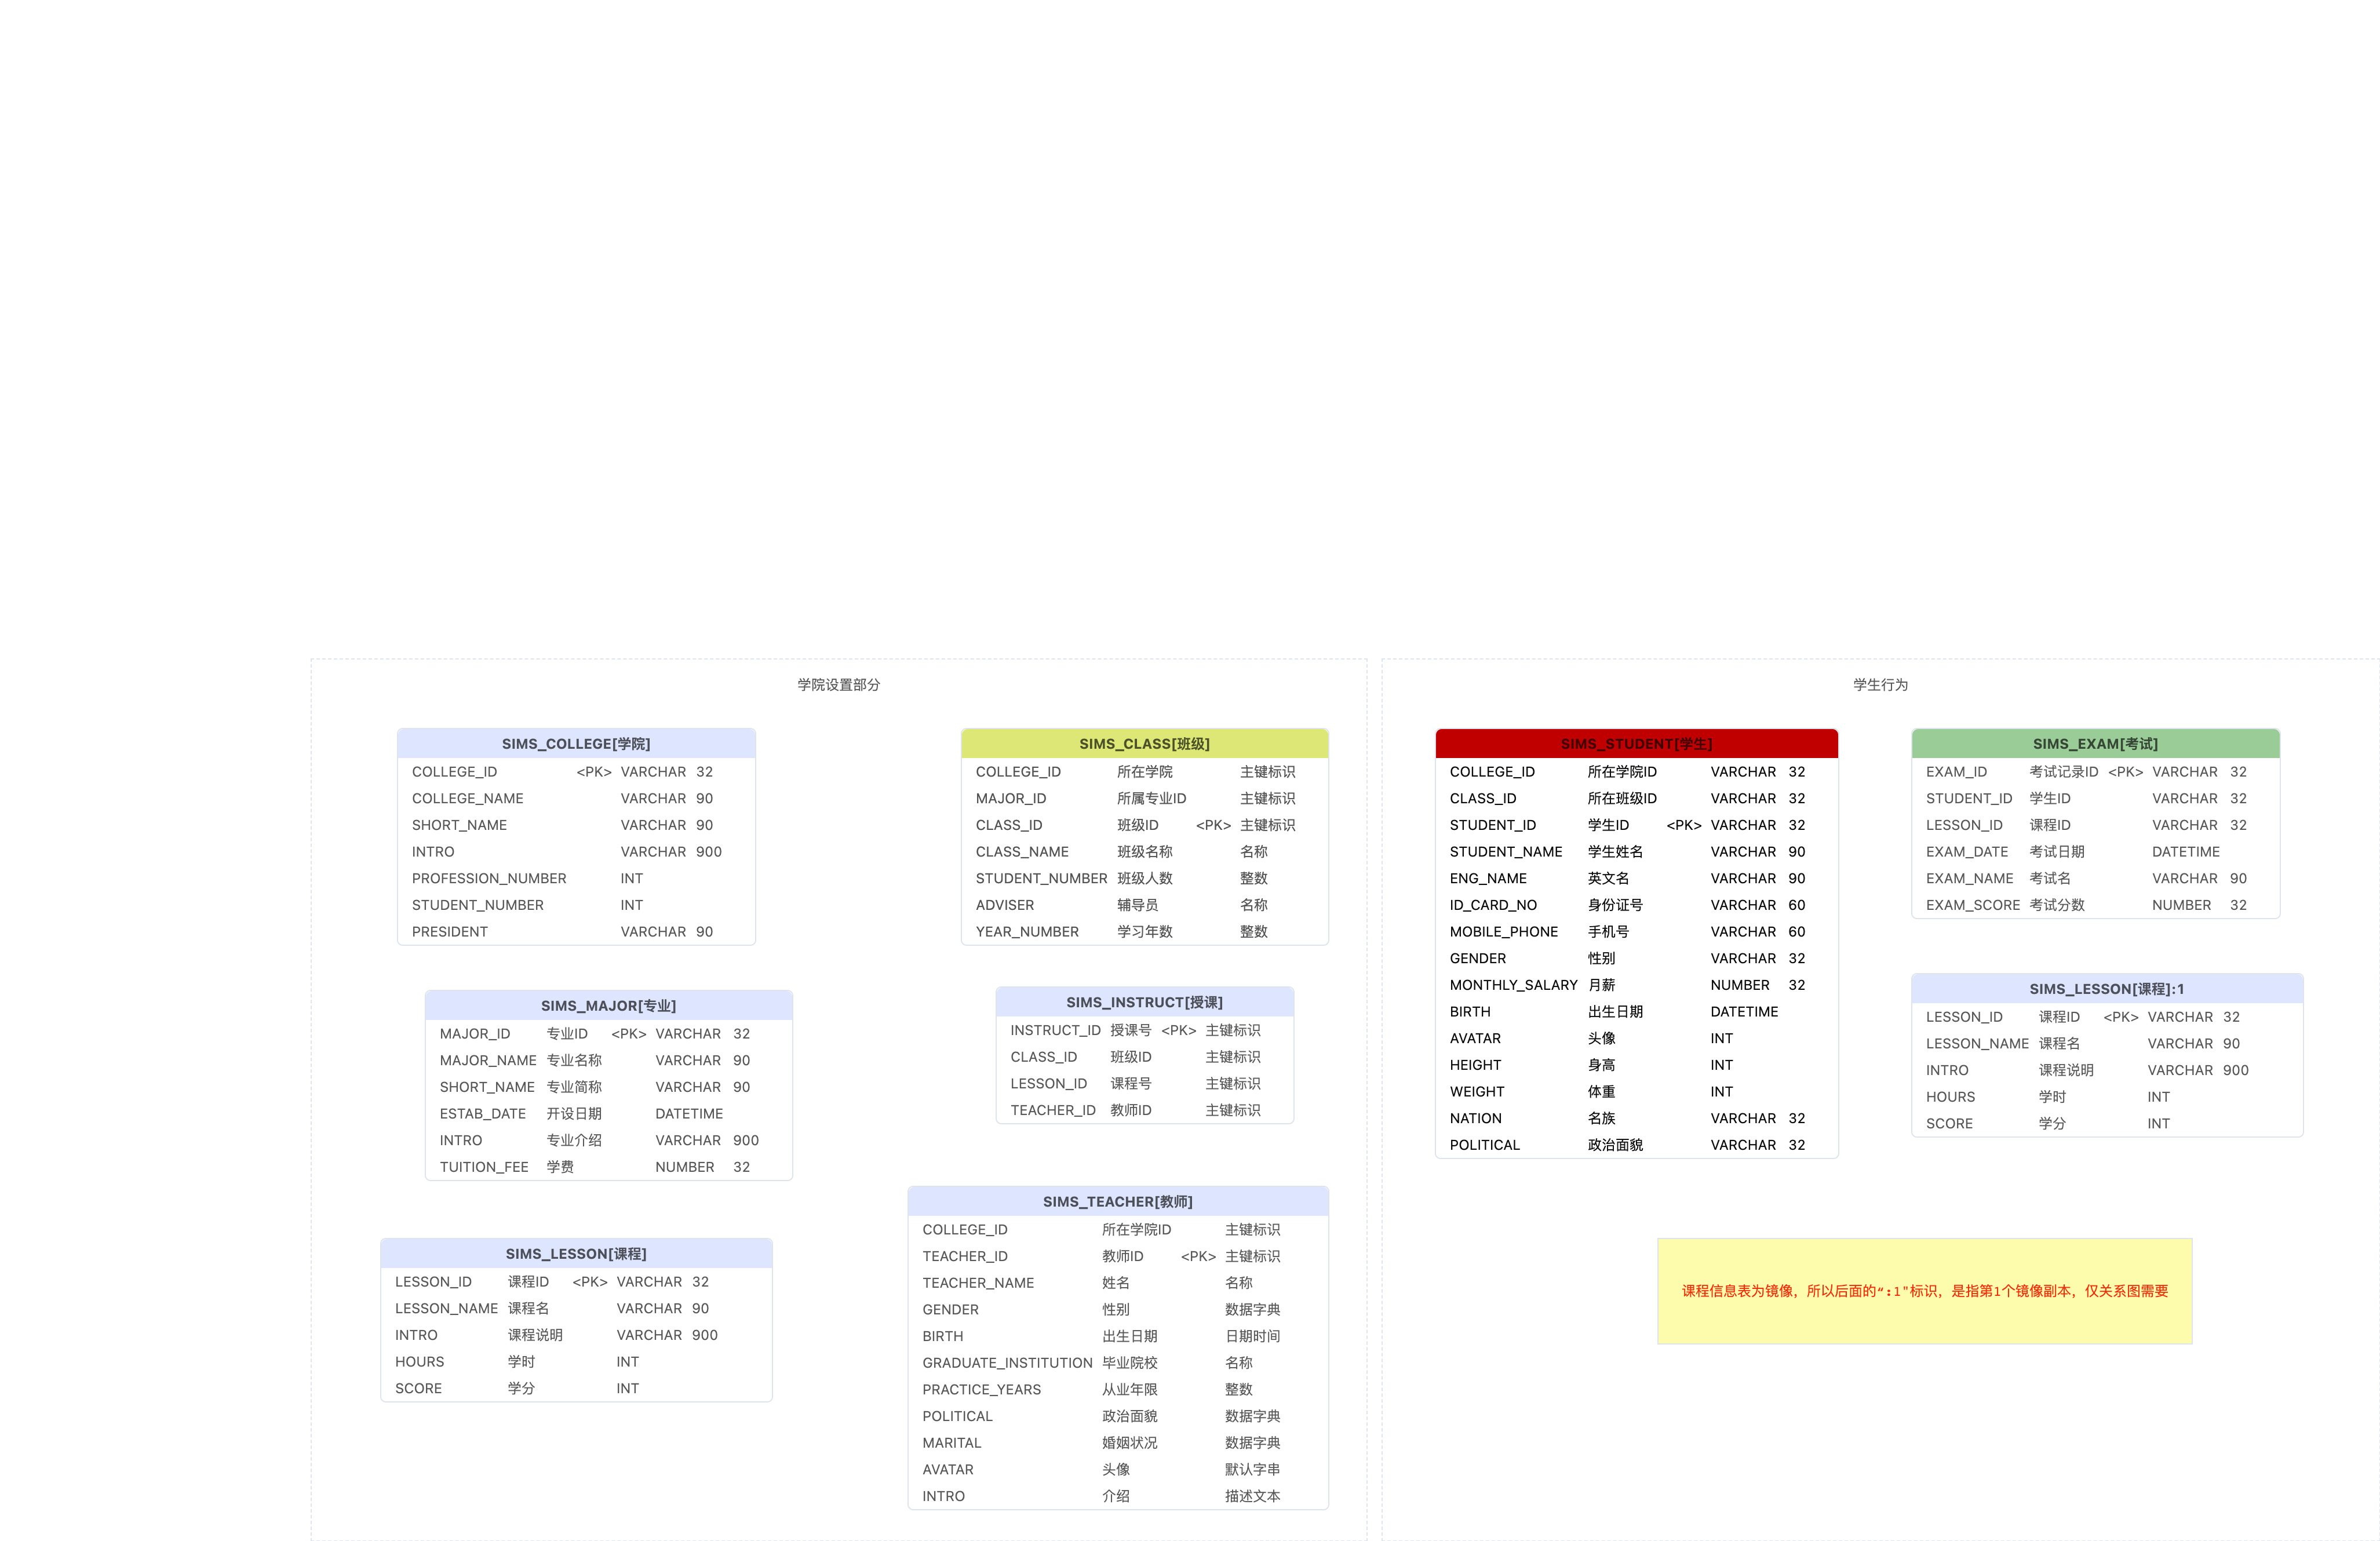 学院设置部分
SIMS_COLLEGE[学院]
COLLEGE_ID <PK> VARCHAR 32
COLLEGE_NAME VARCHAR 90
SHORT_NAME VARCHAR 90
INTRO VARCHAR 900
PROFESSION_NUMBER INT
STUDENT_NUMBER INT
PRESIDENT VARCHAR 90
SIMS_CLASS[班级]
COLLEGE_ID 所在学院 主键标识
MAJOR_ID 所属专业ID 主键标识
CLASS_ID 班级ID <PK> 主键标识
CLASS_NAME 班级名称 名称
STUDENT_NUMBER 班级人数 整数
ADVISER 辅导员 名称
YEAR_NUMBER 学习年数 整数
SIMS_MAJOR[专业]
MAJOR_ID 专业ID <PK> VARCHAR 32
MAJOR_NAME 专业名称 VARCHAR 90
SHORT_NAME 专业简称 VARCHAR 90
ESTAB_DATE 开设日期 DATETIME
INTRO 专业介绍 VARCHAR 900
TUITION_FEE 学费 NUMBER 32
SIMS_INSTRUCT[授课]
INSTRUCT_ID 授课号 <PK> 主键标识
CLASS_ID 班级ID 主键标识
LESSON_ID 课程号 主键标识
TEACHER_ID 教师ID 主键标识
SIMS_LESSON[课程]
LESSON_ID 课程ID <PK> VARCHAR 32
LESSON_NAME 课程名 VARCHAR 90
INTRO 课程说明 VARCHAR 900
HOURS 学时 INT
SCORE 学分 INT
SIMS_TEACHER[教师]
COLLEGE_ID 所在学院ID 主键标识
TEACHER_ID 教师ID <PK> 主键标识
TEACHER_NAME 姓名 名称
GENDER 性别 数据字典
BIRTH 出生日期 日期时间
GRADUATE_INSTITUTION 毕业院校 名称
PRACTICE_YEARS 从业年限 整数
POLITICAL 政治面貌 数据字典
MARITAL 婚姻状况 数据字典
AVATAR 头像 默认字串
INTRO 介绍 描述文本
学生行为
SIMS_STUDENT[学生]
COLLEGE_ID 所在学院ID VARCHAR 32
CLASS_ID 所在班级ID VARCHAR 32
STUDENT_ID 学生ID <PK> VARCHAR 32
STUDENT_NAME 学生姓名 VARCHAR 90
ENG_NAME 英文名 VARCHAR 90
ID_CARD_NO 身份证号 VARCHAR 60
MOBILE_PHONE 手机号 VARCHAR 60
GENDER 性别 VARCHAR 32
MONTHLY_SALARY 月薪 NUMBER 32
BIRTH 出生日期 DATETIME
AVATAR 头像 INT
HEIGHT 身高 INT
WEIGHT 体重 INT
NATION 名族 VARCHAR 32
POLITICAL 政治面貌 VARCHAR 32
SIMS_EXAM[考试]
EXAM_ID 考试记录ID <PK> VARCHAR 32
STUDENT_ID 学生ID VARCHAR 32
LESSON_ID 课程ID VARCHAR 32
EXAM_DATE 考试日期 DATETIME
EXAM_NAME 考试名 VARCHAR 90
EXAM_SCORE 考试分数 NUMBER 32
SIMS_LESSON[课程]:1
LESSON_ID 课程ID <PK> VARCHAR 32
LESSON_NAME 课程名 VARCHAR 90
INTRO 课程说明 VARCHAR 900
HOURS 学时 INT
SCORE 学分 INT
课程信息表为镜像，所以后面的“:1"标识，是指第1个镜像副本，仅关系图需要